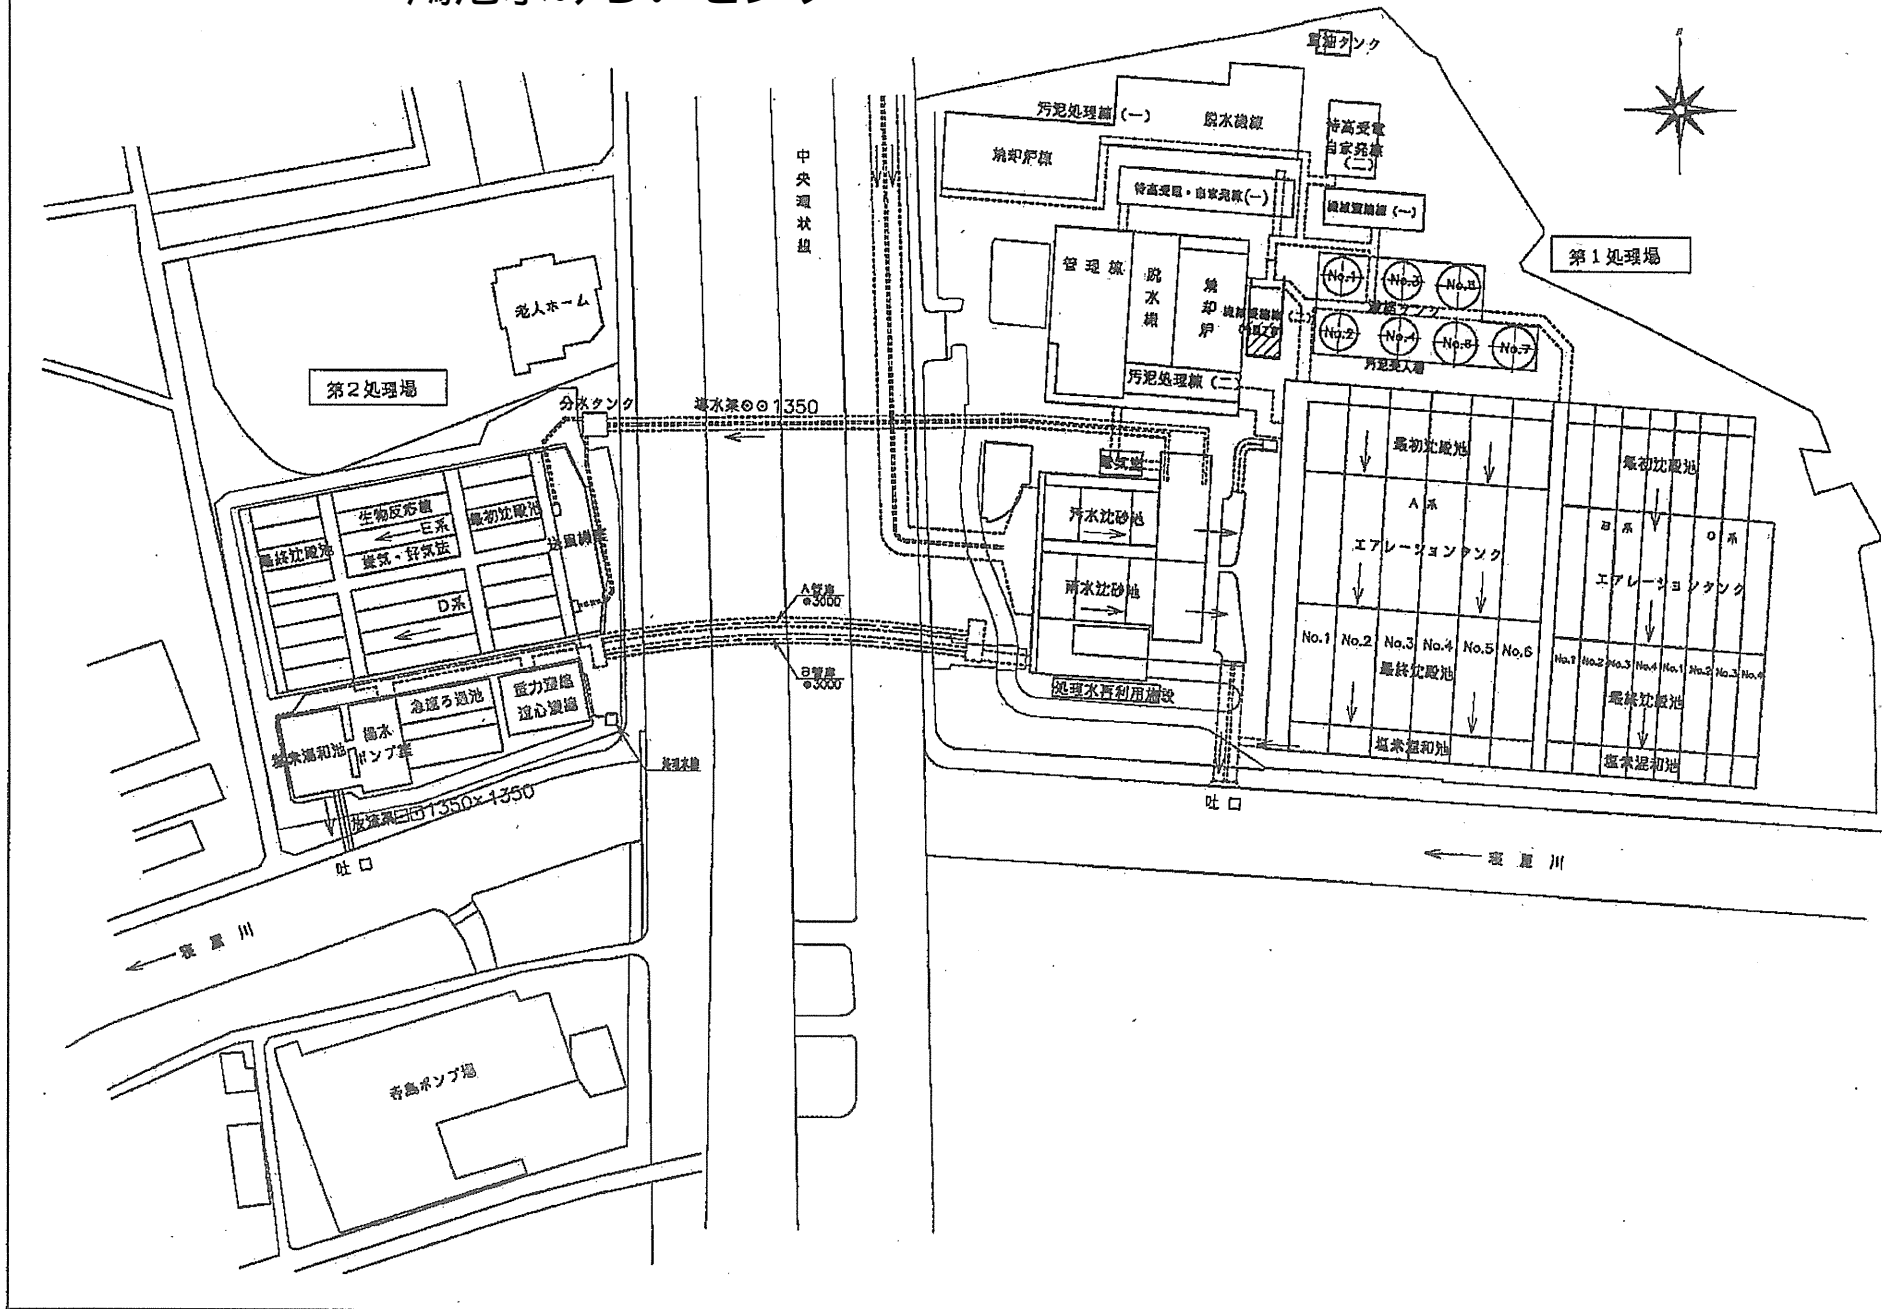 重油タンク
汚泥処理棟(一)
脱水機棟
特高受電
自家発棟
(二)
焼却炉棟
特高受電・自家発棟(一)
機械濃縮棟(一)
中央環状線
第1処理場
管理棟
脱水機
焼却炉
No.1
No.3
No.5
濃縮タンク
No.2
No.4
No.6
No.7
汚泥受入槽
汚泥処理棟(二)
老人ホーム
第2処理場
分水タンク
導水渠⊙⊙1350
最初沈殿池
最初沈殿池
電気室
A系
エアレーションタンク
B系
エアレーションタンク
汚水沈砂池
雨水沈砂池
生物反応槽
E系
最初沈殿池
最終沈殿池
嫌気・好気法
送風機棟
D系
A管廊
⊙3000
B管廊
⊙3000
No.1
No.2
No.3
No.4
No.5
No.6
最終沈殿池
No.1
No.2
No.3
No.4
No.1
No.2
No.3
No.4
最終沈殿池
処理水再利用施設
塩素混和池
塩素混和池
急速ろ過池
重力濃縮
遠心濃縮
塩素混和池
揚水
ポンプ室
放流渠⊡⊡1350×1350
吐口
吐口
寝屋川
寝屋川